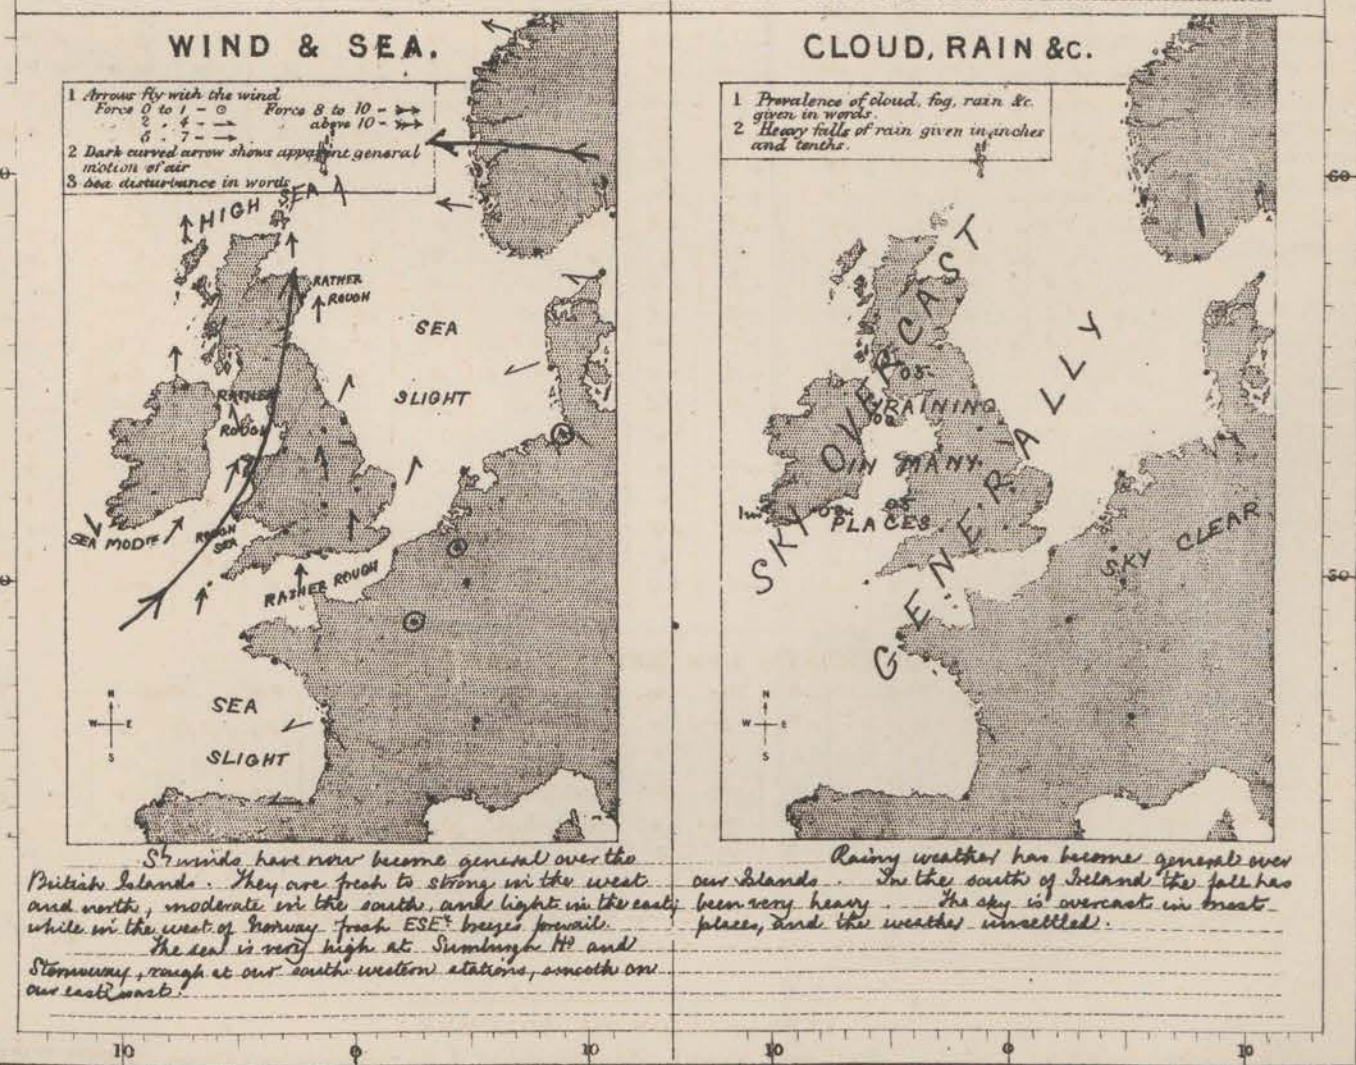 WIND & SEA.
1 Arrows fly with the wind
Force 0 to 1 - ⊙ Force 8 to 10 - »→
" 2 , 4 - → " above 10 - »→
" 5 , 7 - →
2 Dark curved arrow shows apparent general
motion of air
3 Sea disturbance in words
HIGH SEA
RATHER
ROUGH
SEA
SLIGHT
RATHER
ROUGH
SEA MODTE
ROUGH
SEA
RATHER ROUGH
SEA
SLIGHT
N
W E
S
Sly winds have now become general over the
British Islands. They are fresh to strong in the west
and north, moderate in the south, and light in the east,
while in the west of Norway fresh ESEly breezes prevail.
The sea is very high at Sumburgh Hd and
Stornoway, rough at our south western stations, smooth on
our east coast.
CLOUD, RAIN &c.
1 Prevalence of cloud, fog, rain &c.
given in words.
2 Heavy falls of rain given in inches
and tenths.
SKY OVERCAST
GENERALLY
05
RAINING
IN MANY
PLACES
SKY CLEAR
N
W E
S
Rainy weather has become general over
our Islands. In the south of Ireland the fall has
been very heavy. The sky is overcast in most
places, and the weather unsettled.
60
50
10 0 10
10 0 10